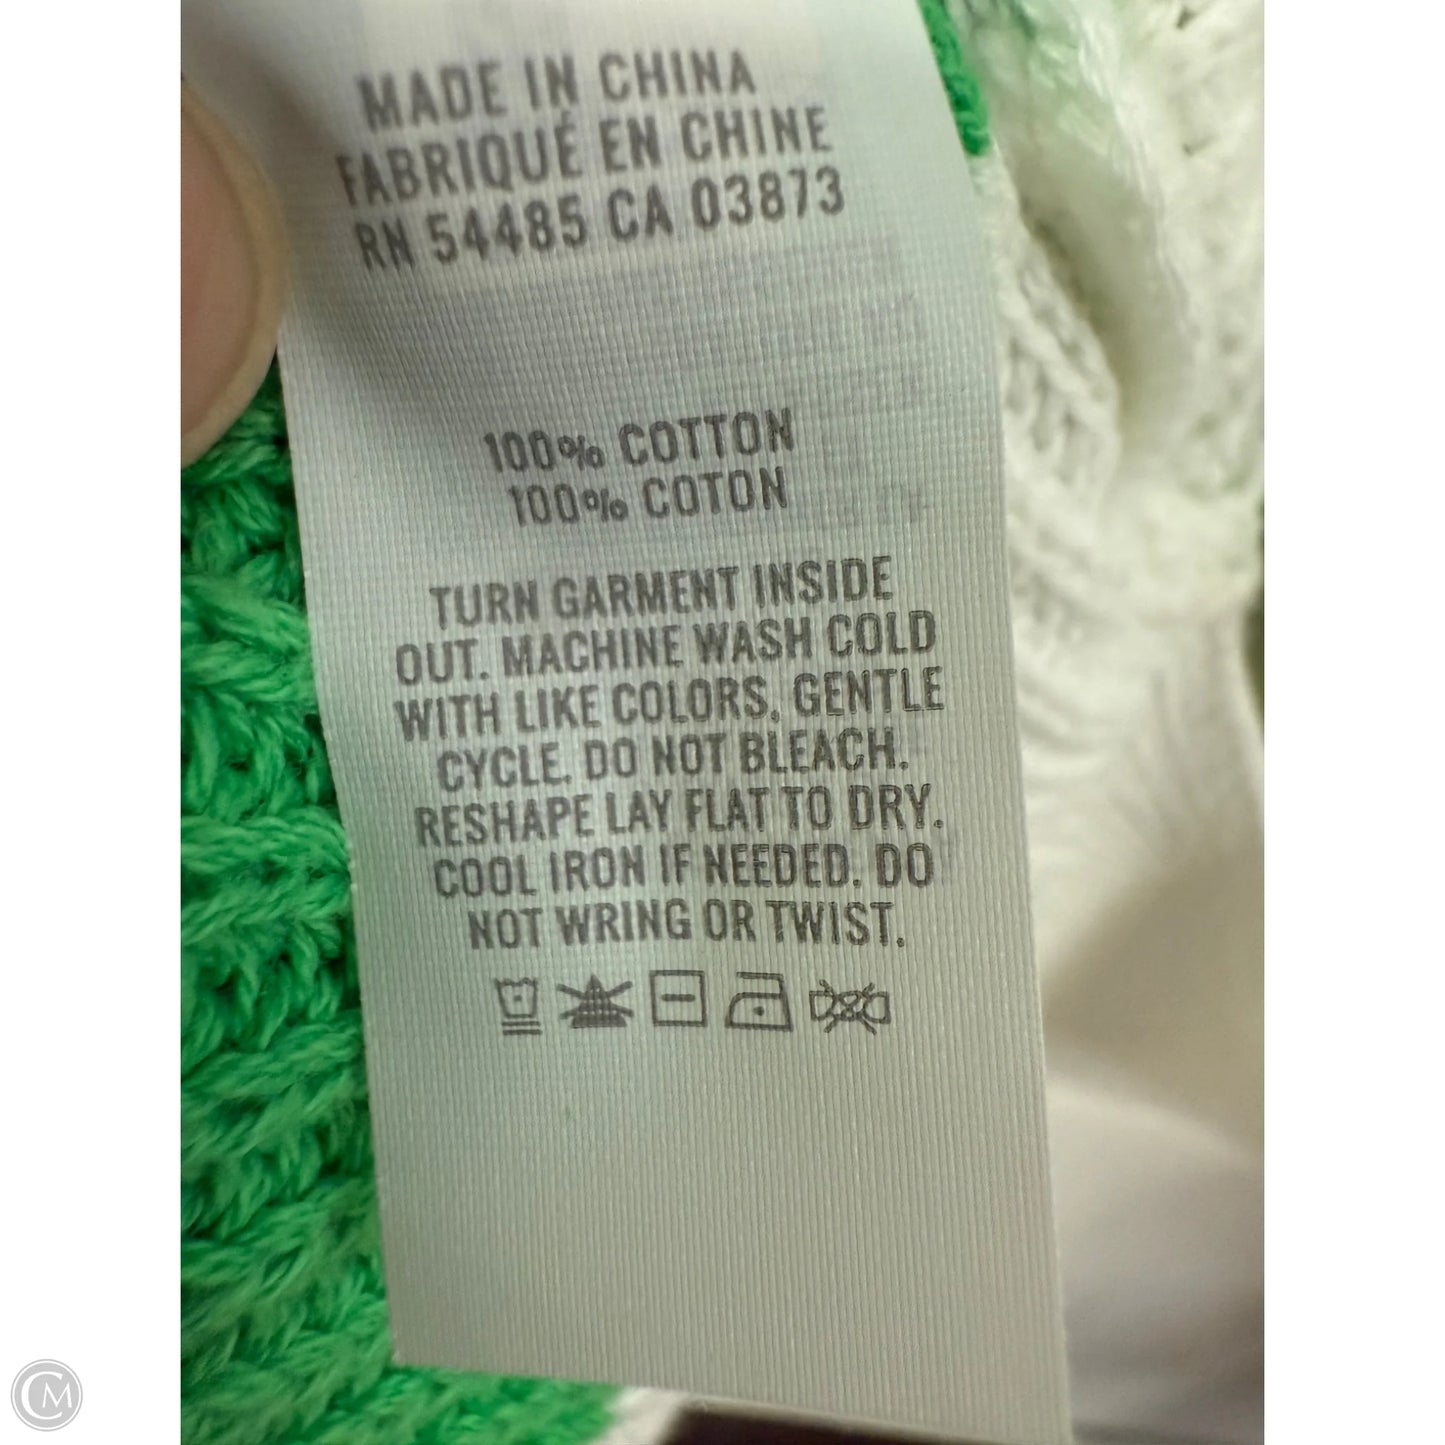 MADE IN CHINA
FABRIQUÉ EN CHINE
RN 54485 CA 03873
100% COTTON
100% COTON
TURN GARMENT INSIDE
OUT. MACHINE WASH COLD
WITH LIKE COLORS, GENTLE
CYCLE. DO NOT BLEACH.
RESHAPE LAY FLAT TO DRY.
COOL IRON IF NEEDED. DO
NOT WRING OR TWIST.
CM